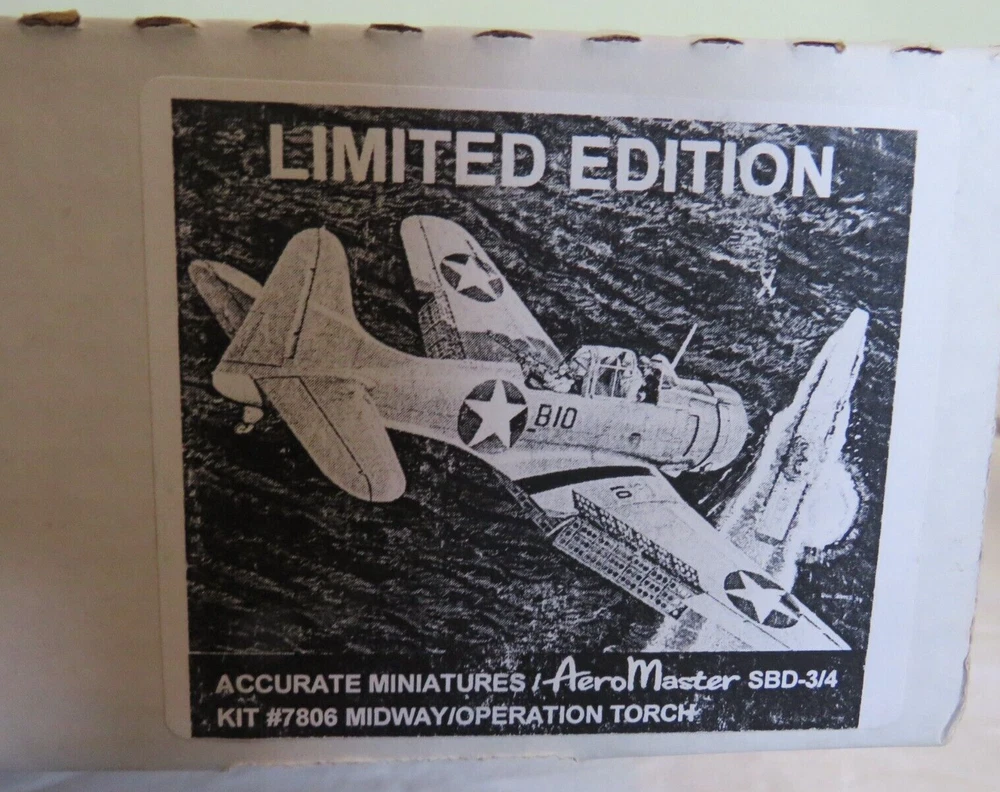 LIMITED EDITION
B10
10
ACCURATE MINIATURES / AeroMaster SBD-3/4
KIT #7806 MIDWAY/OPERATION TORCH